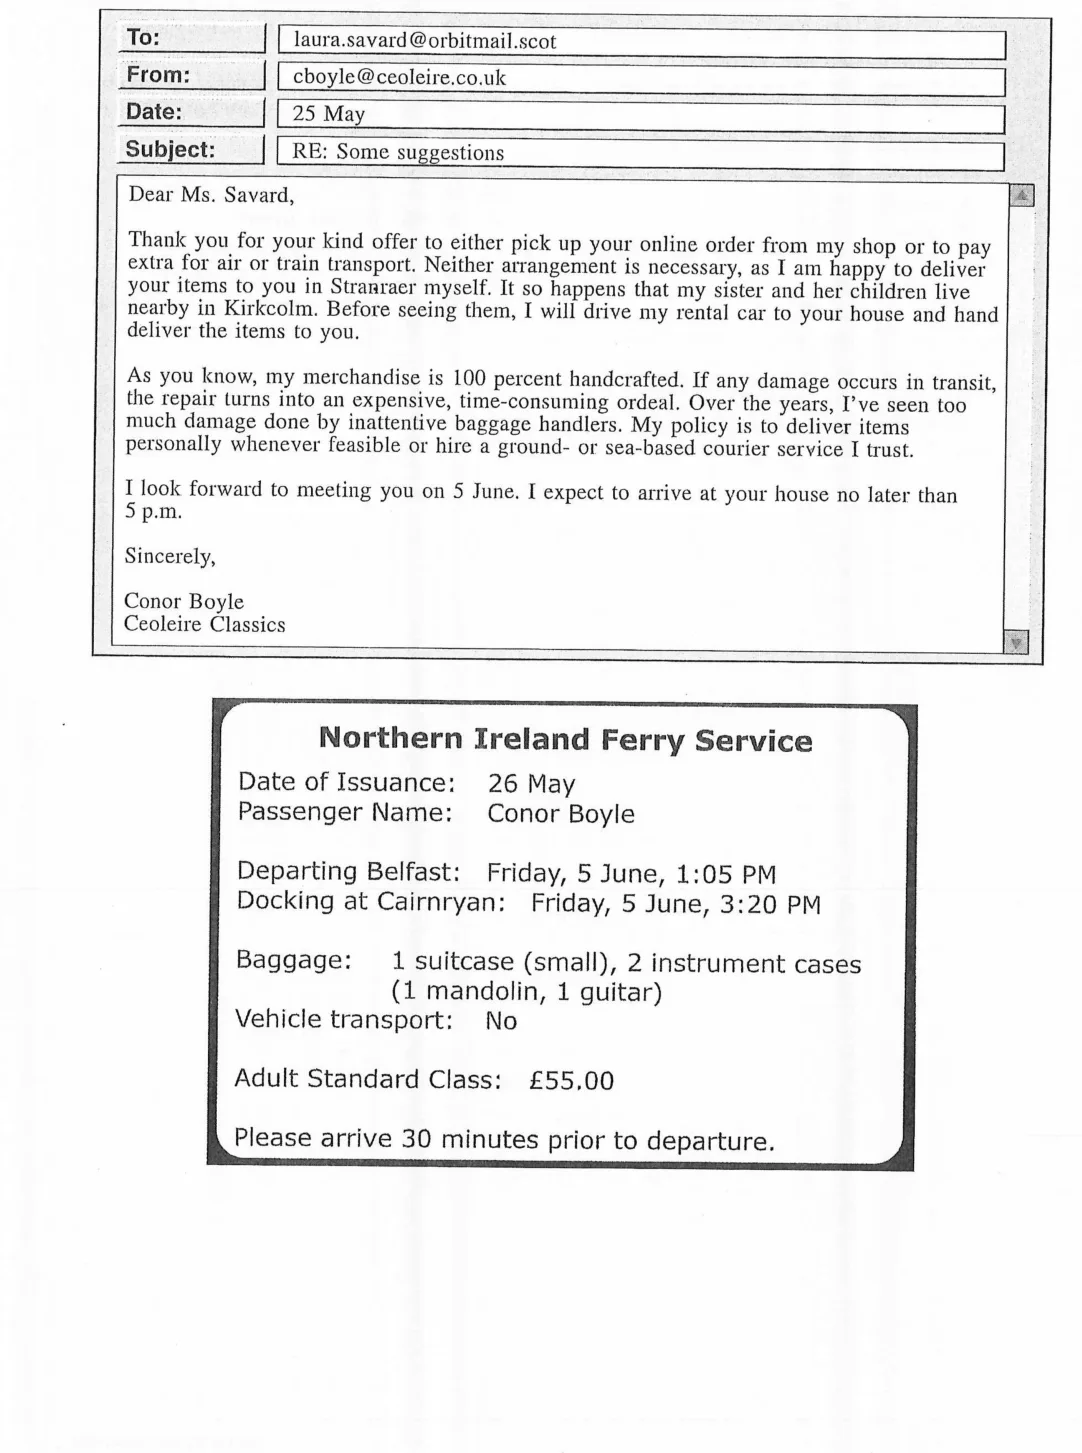 To: laura.savard@orbitmail.scot
From: cboyle@ceoleire.co.uk
Date: 25 May
Subject: RE: Some suggestions
Dear Ms. Savard,
Thank you for your kind offer to either pick up your online order from my shop or to pay
extra for air or train transport. Neither arrangement is necessary, as I am happy to deliver
your items to you in Stranraer myself. It so happens that my sister and her children live
nearby in Kirkcolm. Before seeing them, I will drive my rental car to your house and hand
deliver the items to you.
As you know, my merchandise is 100 percent handcrafted. If any damage occurs in transit,
the repair turns into an expensive, time-consuming ordeal. Over the years, I've seen too
much damage done by inattentive baggage handlers. My policy is to deliver items
personally whenever feasible or hire a ground- or sea-based courier service I trust.
I look forward to meeting you on 5 June. I expect to arrive at your house no later than
5 p.m.
Sincerely,
Conor Boyle
Ceoleire Classics
Northern Ireland Ferry Service
Date of Issuance: 26 May
Passenger Name: Conor Boyle
Departing Belfast: Friday, 5 June, 1:05 PM
Docking at Cairnryan: Friday, 5 June, 3:20 PM
Baggage: 1 suitcase (small), 2 instrument cases
(1 mandolin, 1 guitar)
Vehicle transport: No
Adult Standard Class: £55.00
Please arrive 30 minutes prior to departure.